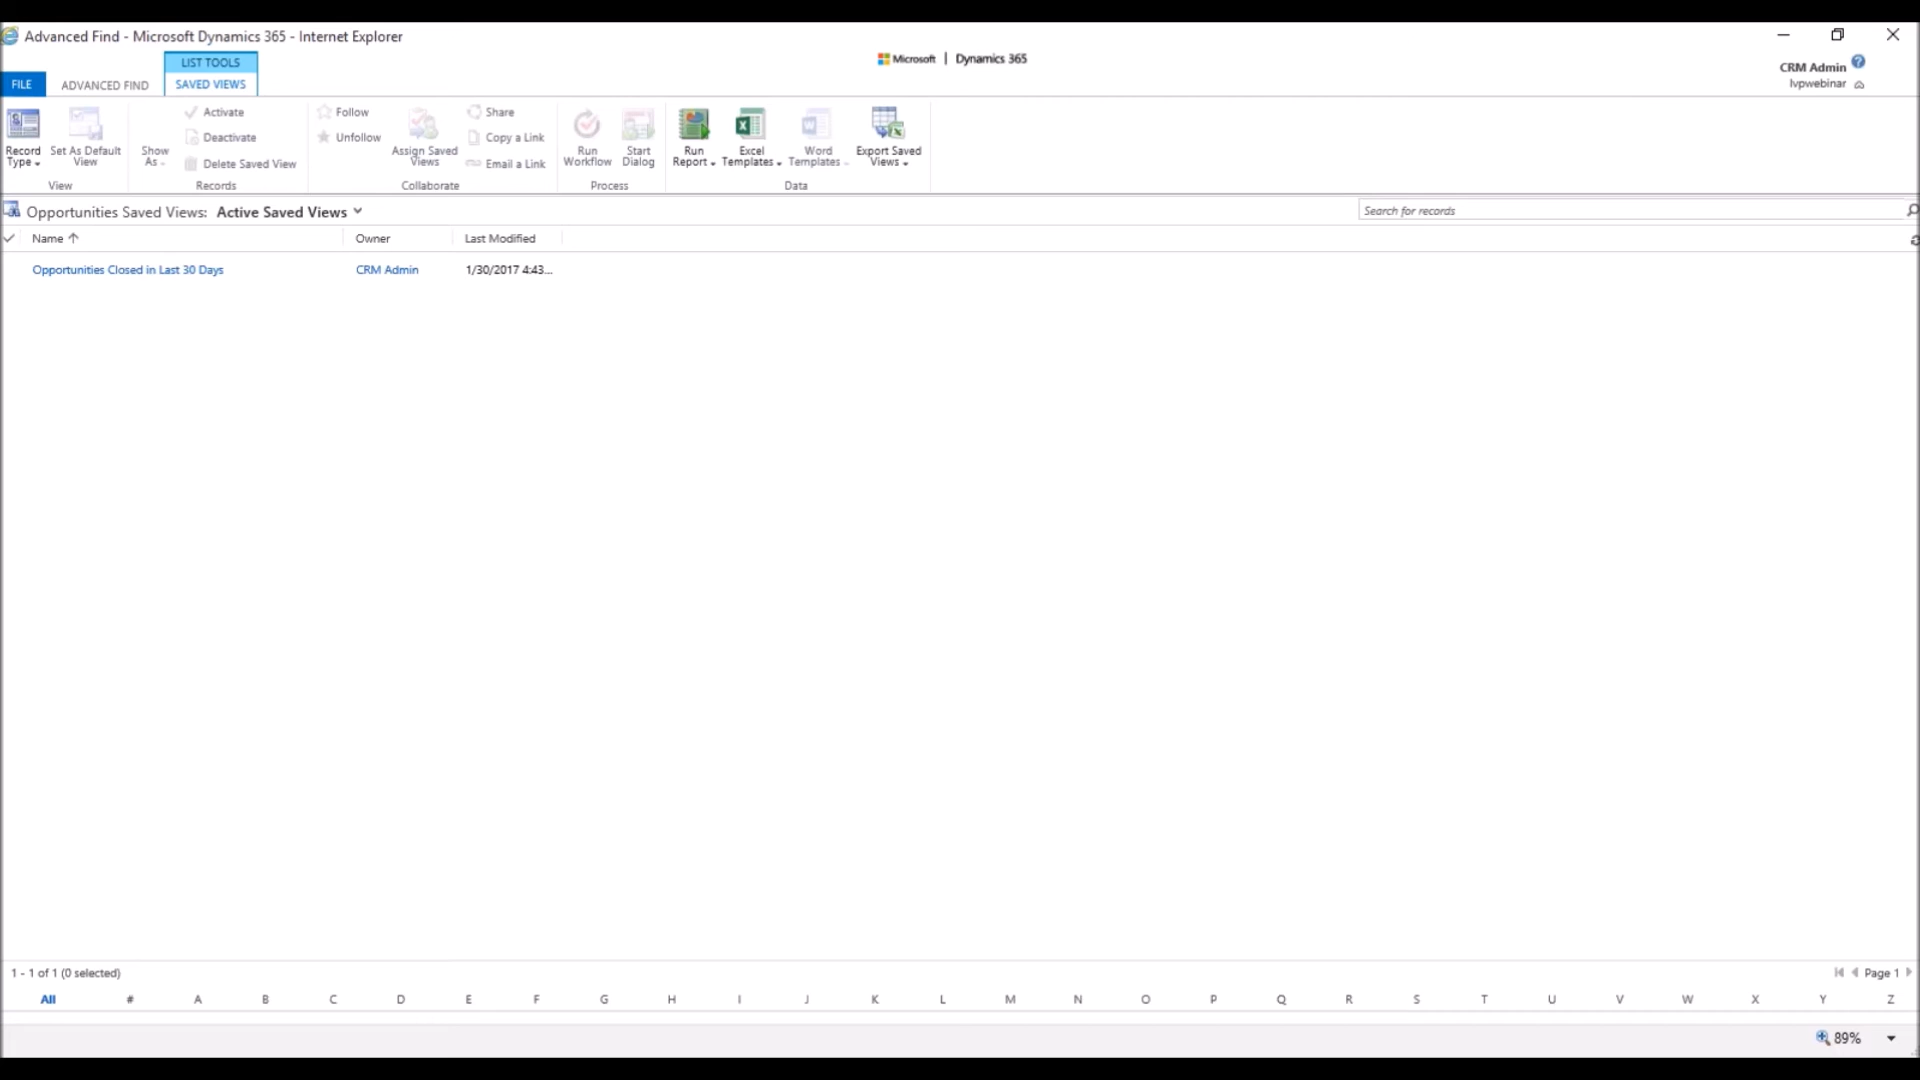 Advanced Find - Microsoft Dynamics 365 - Internet Explorer
LIST TOOLS
Microsoft | Dynamics 365
CRM Admin
lvpwebinar
FILE
ADVANCED FIND
SAVED VIEWS
Record Type
Set As Default View
View
Show As
Activate
Deactivate
Delete Saved View
Records
Follow
Unfollow
Assign Saved Views
Share
Copy a Link
Email a Link
Collaborate
Run Workflow
Start Dialog
Process
Run Report
Excel Templates
Word Templates
Export Saved Views
Data
Opportunities Saved Views: Active Saved Views
Search for records
Name Owner Last Modified
Opportunities Closed in Last 30 Days CRM Admin 1/30/2017 4:43...
1 - 1 of 1 (0 selected)
Page 1
All # A B C D E F G H I J K L M N O P Q R S T U V W X Y Z
89%